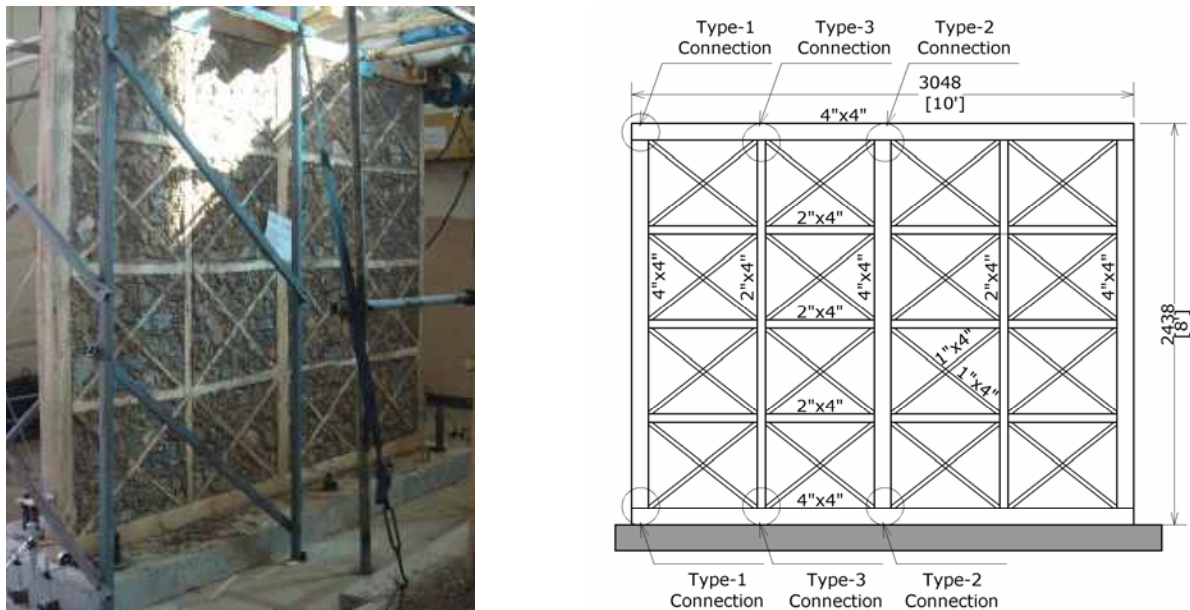 Type-1
Connection
Type-3
Connection
Type-2
Connection
3048
[10']
4"x4"
2"x4"
4"x4"
2"x4"
4"x4"
2"x4"
4"x4"
2"x4"
1"x4"
1"x4"
2"x4"
4"x4"
2438
[8']
Type-1
Connection
Type-3
Connection
Type-2
Connection